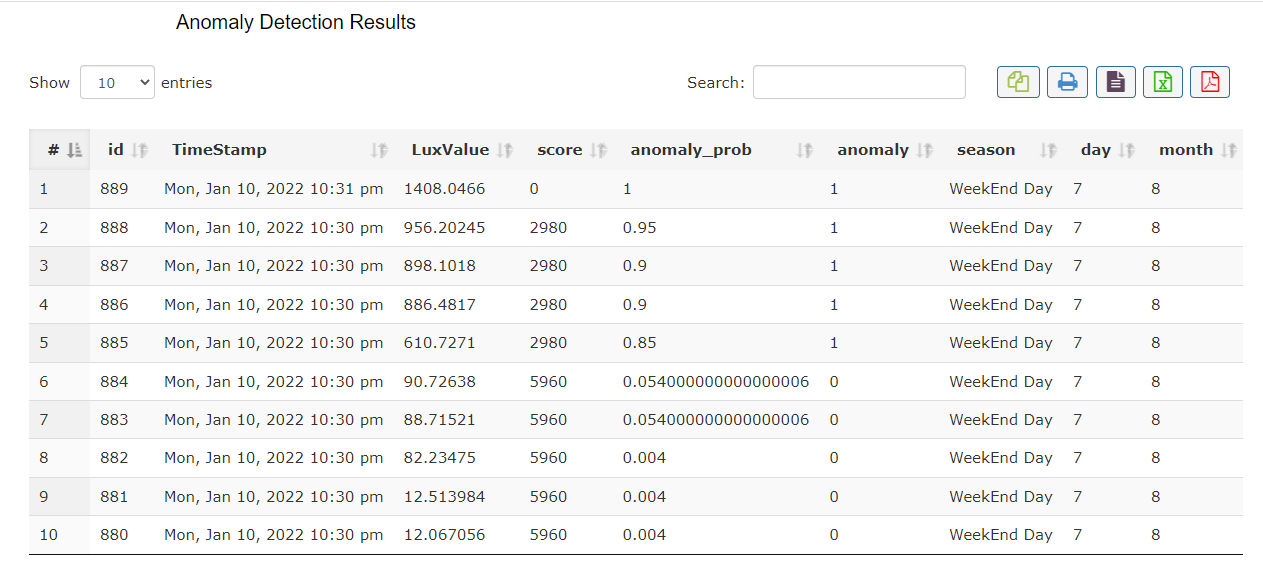 Anomaly Detection Results
Show 10 entries Search:
# id TimeStamp LuxValue score anomaly_prob anomaly season day month
1 889 Mon, Jan 10, 2022 10:31 pm 1408.0466 0 1 1 WeekEnd Day 7 8
2 888 Mon, Jan 10, 2022 10:30 pm 956.20245 2980 0.95 1 WeekEnd Day 7 8
3 887 Mon, Jan 10, 2022 10:30 pm 898.1018 2980 0.9 1 WeekEnd Day 7 8
4 886 Mon, Jan 10, 2022 10:30 pm 886.4817 2980 0.9 1 WeekEnd Day 7 8
5 885 Mon, Jan 10, 2022 10:30 pm 610.7271 2980 0.85 1 WeekEnd Day 7 8
6 884 Mon, Jan 10, 2022 10:30 pm 90.72638 5960 0.054000000000000006 0 WeekEnd Day 7 8
7 883 Mon, Jan 10, 2022 10:30 pm 88.71521 5960 0.054000000000000006 0 WeekEnd Day 7 8
8 882 Mon, Jan 10, 2022 10:30 pm 82.23475 5960 0.004 0 WeekEnd Day 7 8
9 881 Mon, Jan 10, 2022 10:30 pm 12.513984 5960 0.004 0 WeekEnd Day 7 8
10 880 Mon, Jan 10, 2022 10:30 pm 12.067056 5960 0.004 0 WeekEnd Day 7 8